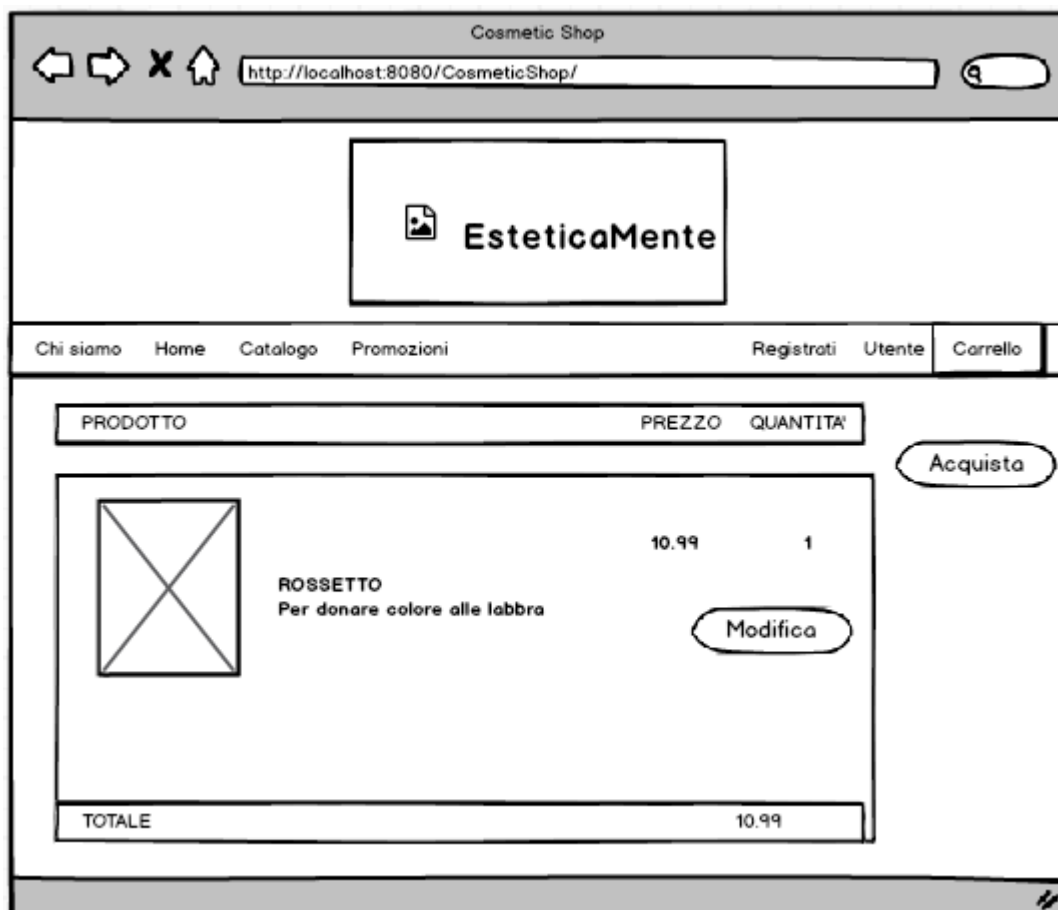 Cosmetic Shop
http://localhost:8080/CosmeticShop/
EsteticaMente
Chi siamo Home Catalogo Promozioni Registrati Utente Carrello
PRODOTTO PREZZO QUANTITA'
Acquista
10.99 1
ROSSETTO
Per donare colore alle labbra
Modifica
TOTALE 10.99